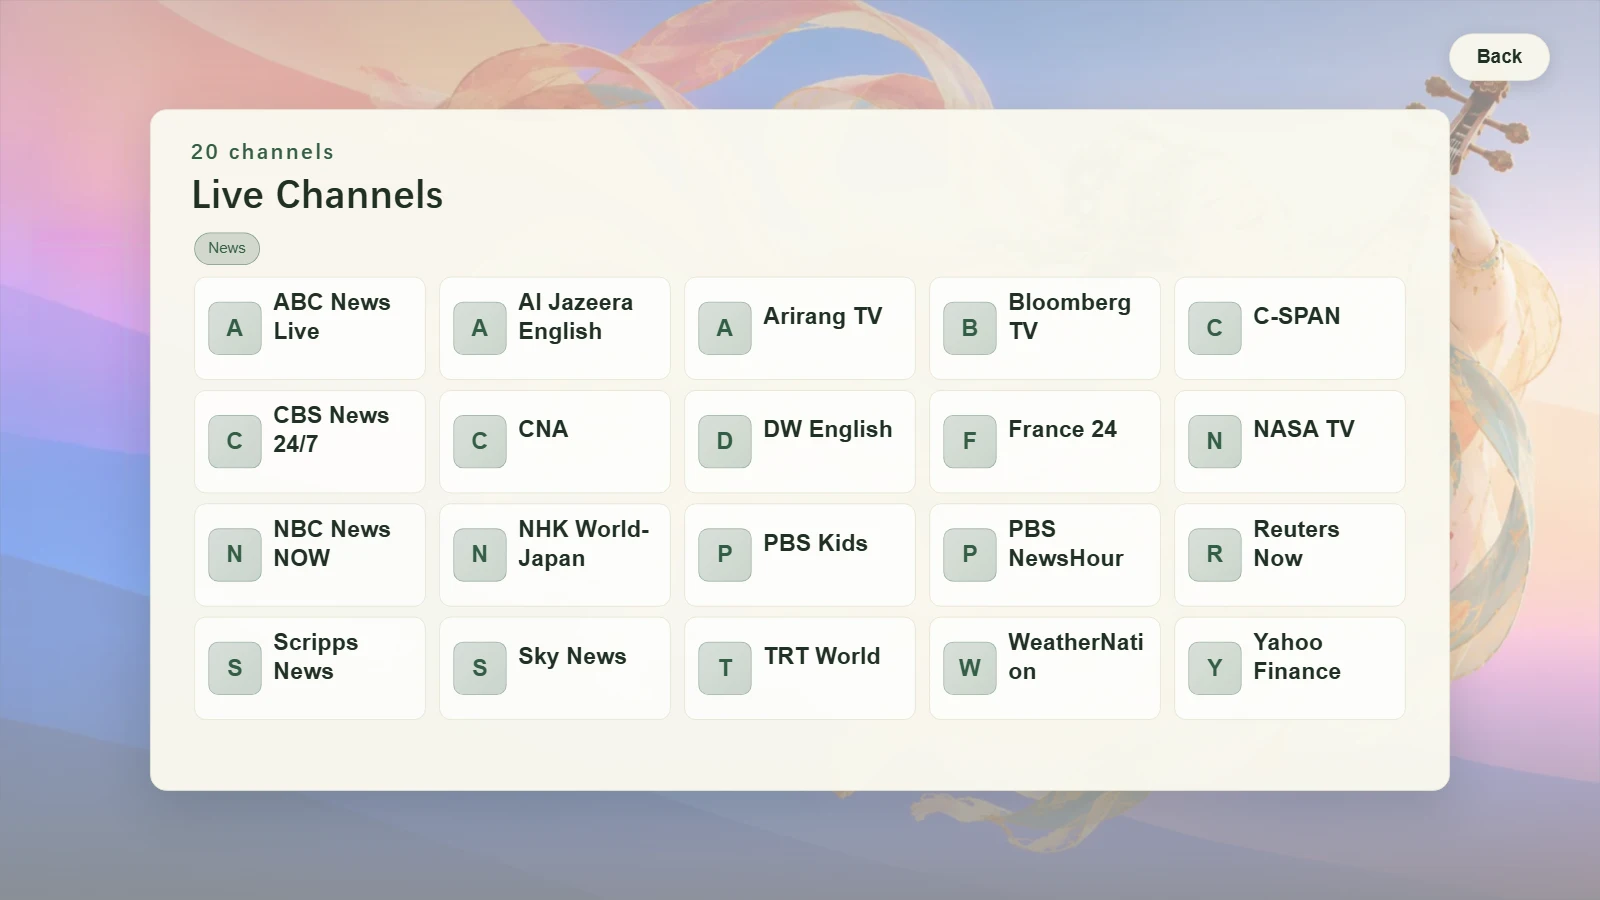 Back
20 channels
Live Channels
News
A
ABC News
Live
A
Al Jazeera
English
A
Arirang TV
B
Bloomberg
TV
C
C-SPAN
C
CBS News
24/7
C
CNA
D
DW English
F
France 24
N
NASA TV
N
NBC News
NOW
N
NHK World-
Japan
P
PBS Kids
P
PBS
NewsHour
R
Reuters
Now
S
Scripps
News
S
Sky News
T
TRT World
W
WeatherNati
on
Y
Yahoo
Finance